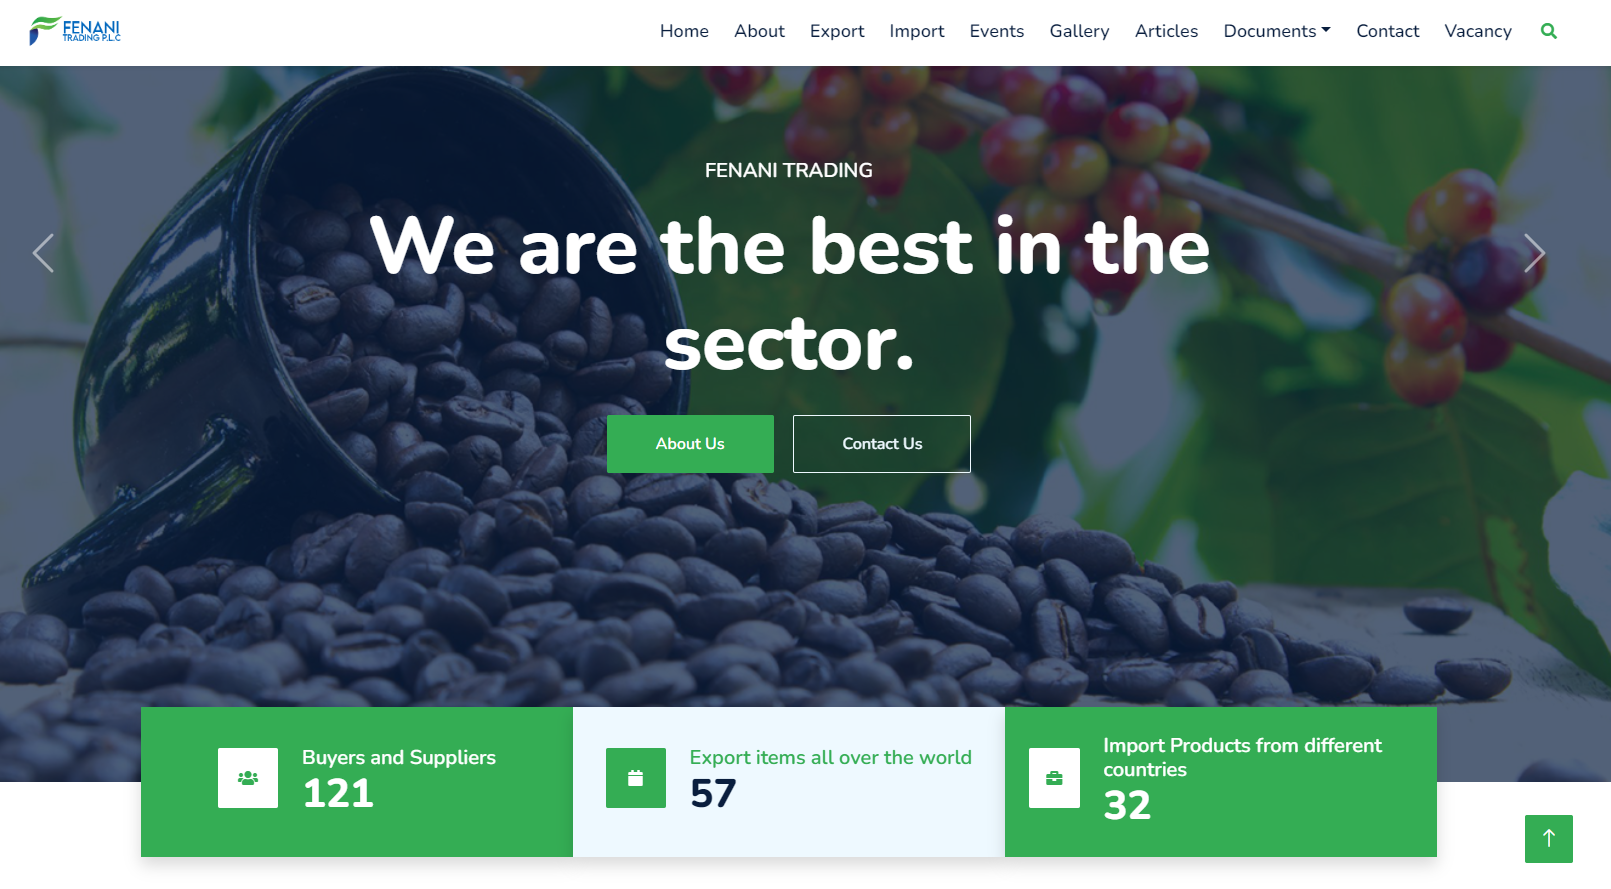 FENANI
TRADING P.L.C
Home About Export Import Events Gallery Articles Documents Contact Vacancy
FENANI TRADING
We are the best in the
sector.
About Us Contact Us
Buyers and Suppliers
121
Export items all over the world
57
Import Products from different
countries
32